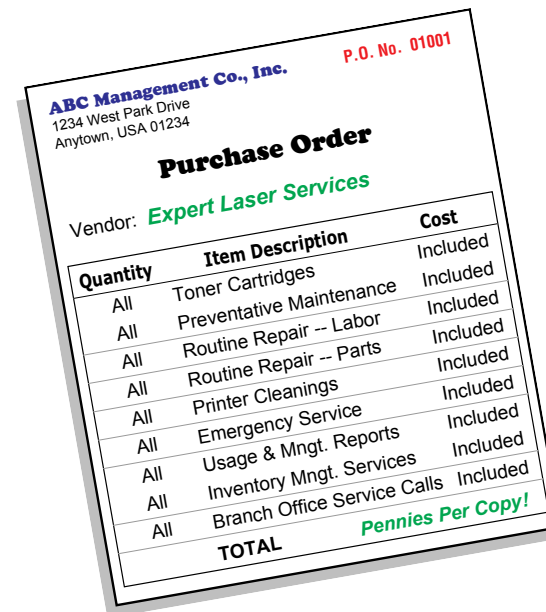 ABC Management Co., Inc. P.O. No. 01001
1234 West Park Drive
Anytown, USA 01234
Purchase Order
Vendor: Expert Laser Services
Quantity Item Description Cost
All Toner Cartridges Included
All Preventative Maintenance Included
All Routine Repair -- Labor Included
All Routine Repair -- Parts Included
All Printer Cleanings Included
All Emergency Service Included
All Usage & Mngt. Reports Included
All Inventory Mngt. Services Included
All Branch Office Service Calls Included
TOTAL Pennies Per Copy!